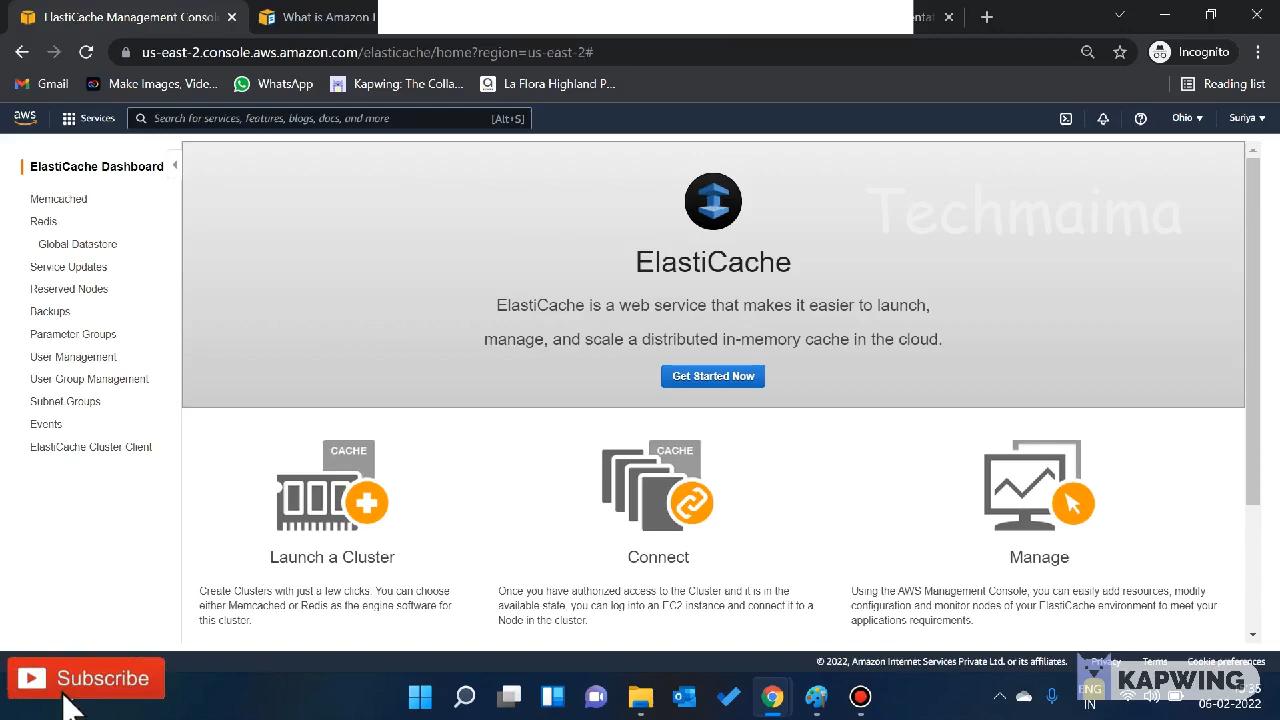 ElastiCache Management Conso
What is Amazon
us-east-2.console.aws.amazon.com/elasticache/home?region=us-east-2#
Incognito
Gmail
Make Images, Vide...
WhatsApp
Kapwing: The Colla...
La Flora Highland P...
Reading list
aws
Services
Search for services, features, blogs, docs, and more
[Alt+S]
Ohio
Suriya
Techmaima
ElastiCache Dashboard
Memcached
Redis
Global Datastore
Service Updates
Reserved Nodes
Backups
Parameter Groups
User Management
User Group Management
Subnet Groups
Events
ElastiCache Cluster Client
ElastiCache
ElastiCache is a web service that makes it easier to launch,
manage, and scale a distributed in-memory cache in the cloud.
Get Started Now
CACHE
Launch a Cluster
Create Clusters with just a few clicks. You can choose
either Memcached or Redis as the engine software for
this cluster.
CACHE
Connect
Once you have authorized access to the Cluster and it is in the
available state, you can log into an EC2 instance and connect it to a
Node in the cluster.
Manage
Using the AWS Management Console, you can easily add resources, modify
configuration and monitor nodes of your ElastiCache environment to meet your
applications requirements.
© 2022, Amazon Internet Services Private Ltd. or its affiliates.
Privacy
Terms
Cookie preferences
Subscribe
KAPWING
ENG
IN
06-02-2022